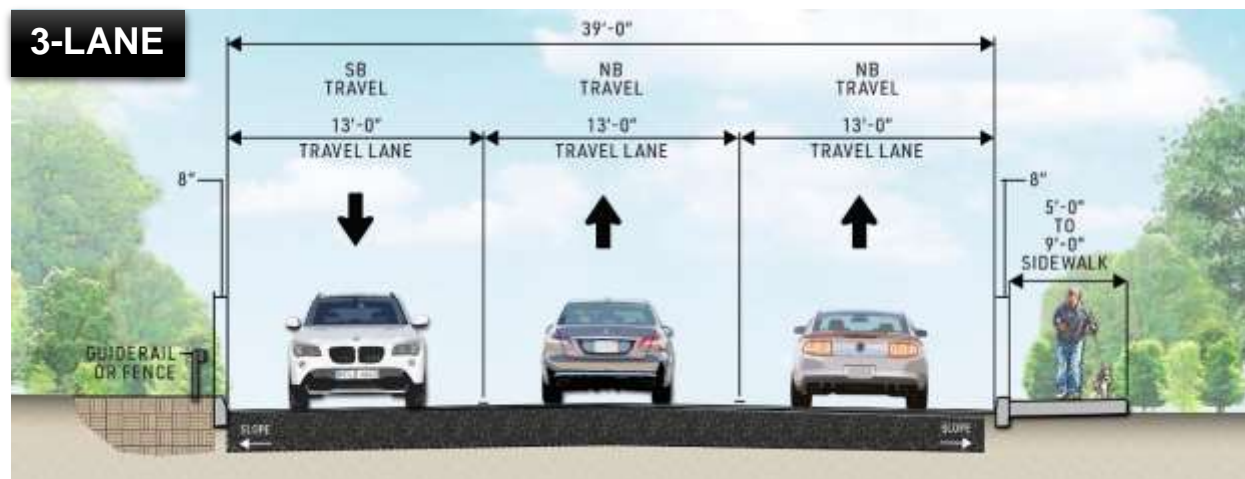 3-LANE
39'-0"
SB
TRAVEL
NB
TRAVEL
NB
TRAVEL
13'-0"
TRAVEL LANE
13'-0"
TRAVEL LANE
13'-0"
TRAVEL LANE
8"
8"
5'-0"
TO
9'-0"
SIDEWALK
GUIDERAIL
OR FENCE
SLOPE
SLOPE